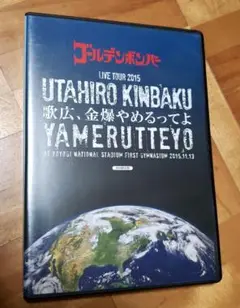 ゴールデンボンバー
LIVE TOUR 2015
UTAHIRO KINBAKU
歌広、金爆やめるってよ
YAMERUTTEYO
AT YOYOGI NATIONAL STADIUM FIRST GYMNASIUM 2015.11.13